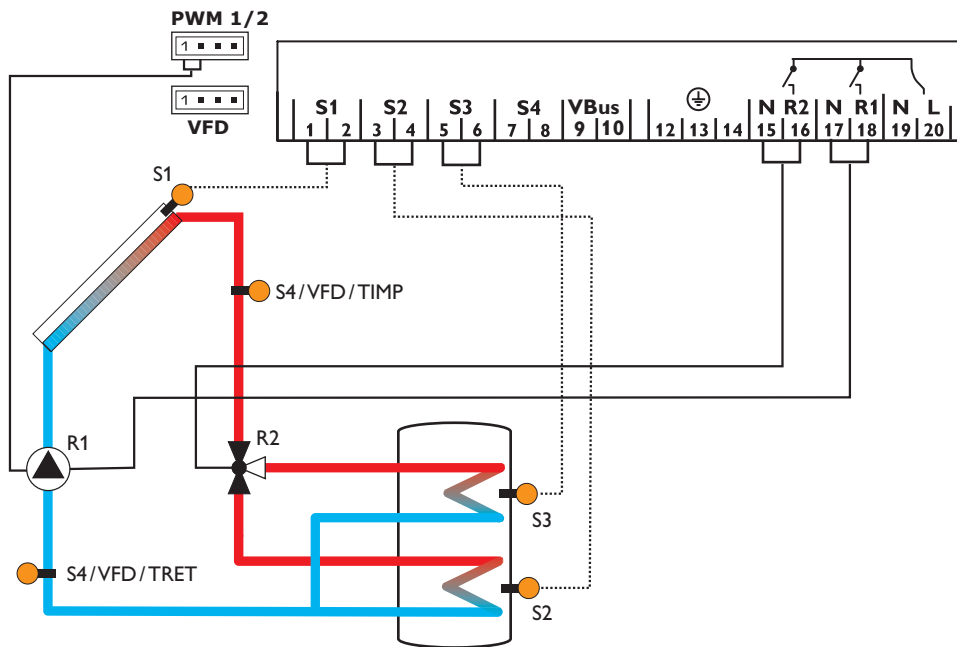 PWM 1/2
1
1
VFD
S1 S2 S3 S4 VBus N R2 N R1 N L
1 2 3 4 5 6 7 8 9 10 12 13 14 15 16 17 18 19 20
S1
S4/VFD/TIMP
R1
R2
S3
S4/VFD/TRET
S2